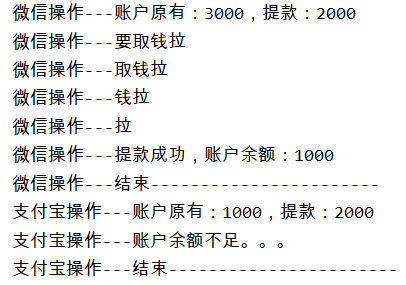 微信操作---账户原有：3000，提款：2000
微信操作---要取钱拉
微信操作---取钱拉
微信操作---钱拉
微信操作---拉
微信操作---提款成功，账户余额：1000
微信操作---结束-----------------------
支付宝操作---账户原有：1000，提款：2000
支付宝操作---账户余额不足。。。
支付宝操作---结束-----------------------